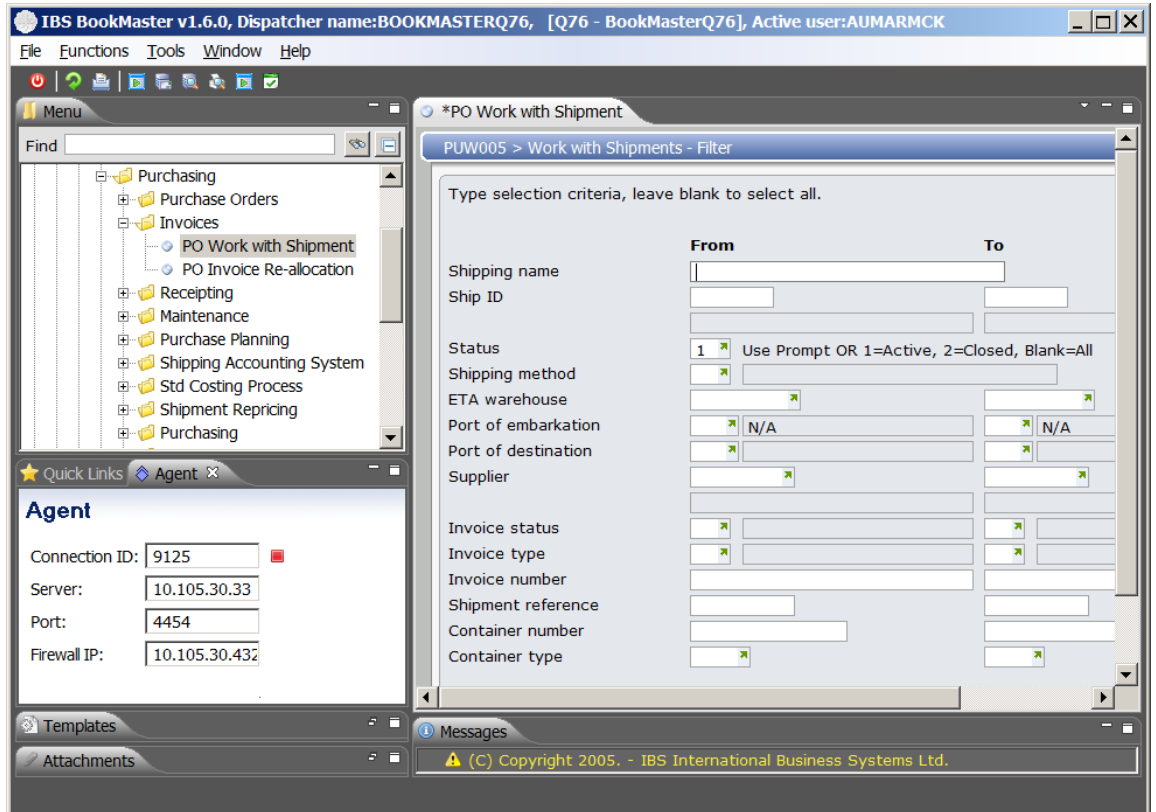 IBS BookMaster v1.6.0, Dispatcher name:BOOKMASTERQ76, [Q76 - BookMasterQ76], Active user:AUMARMCK
File Functions Tools Window Help
Menu
Find
Purchasing
Purchase Orders
Invoices
PO Work with Shipment
PO Invoice Re-allocation
Receipting
Maintenance
Purchase Planning
Shipping Accounting System
Std Costing Process
Shipment Repricing
Purchasing
Quick Links Agent
Agent
Connection ID: 9125
Server: 10.105.30.33
Port: 4454
Firewall IP: 10.105.30.432
Templates
Attachments
*PO Work with Shipment
PUW005 > Work with Shipments - Filter
Type selection criteria, leave blank to select all.
From To
Shipping name
Ship ID
Status 1 Use Prompt OR 1=Active, 2=Closed, Blank=All
Shipping method
ETA warehouse
Port of embarkation N/A N/A
Port of destination
Supplier
Invoice status
Invoice type
Invoice number
Shipment reference
Container number
Container type
Messages
(C) Copyright 2005. - IBS International Business Systems Ltd.